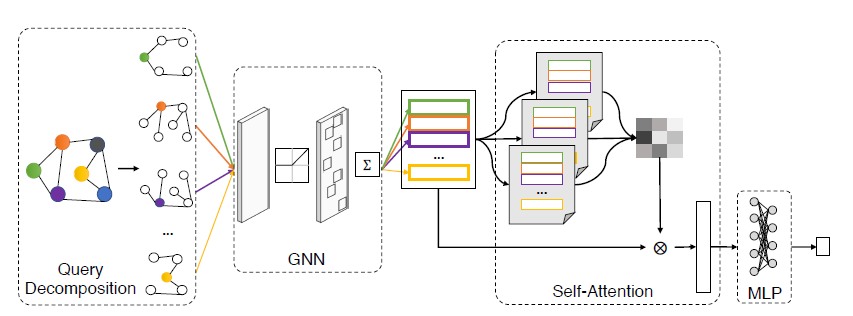 ...
Query
Decomposition
GNN
Σ
...
...
Self-Attention
MLP